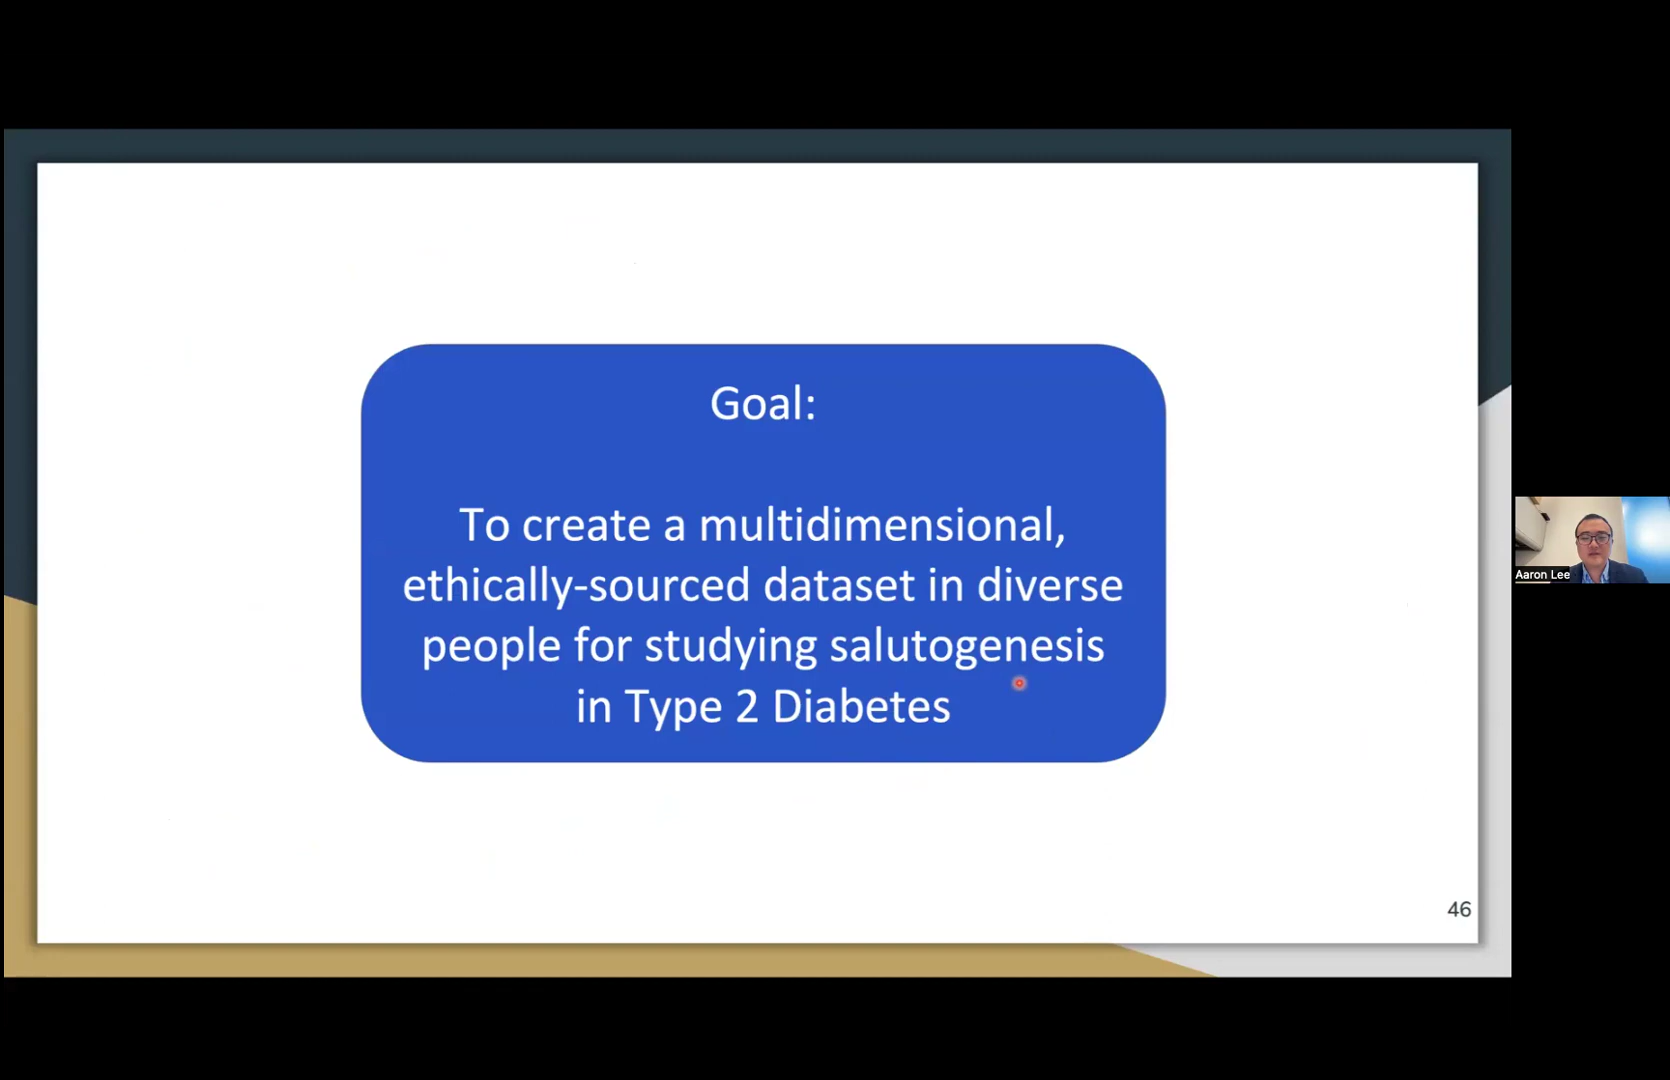 Goal:
To create a multidimensional,
ethically-sourced dataset in diverse
people for studying salutogenesis
in Type 2 Diabetes
46
Aaron Lee